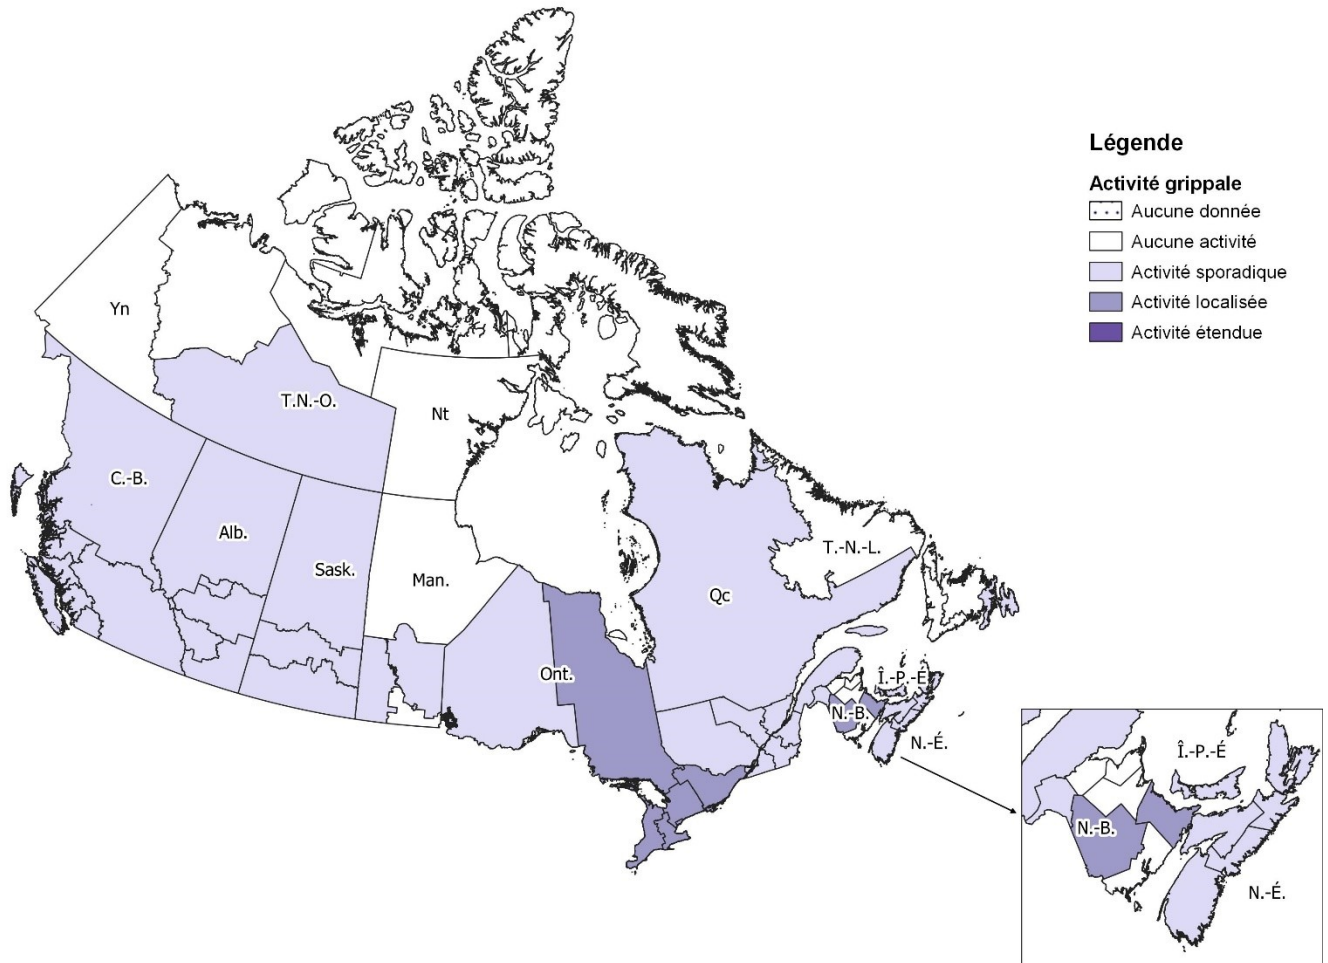 Légende
Activité grippale
Aucune donnée
Aucune activité
Activité sporadique
Activité localisée
Activité étendue
Yn
T.N.-O.
Nt
C.-B.
Alb.
Sask.
Man.
T.-N.-L.
Qc
Ont.
Î.-P.-É
N.-B.
N.-É.
Î.-P.-É
N.-B.
N.-É.